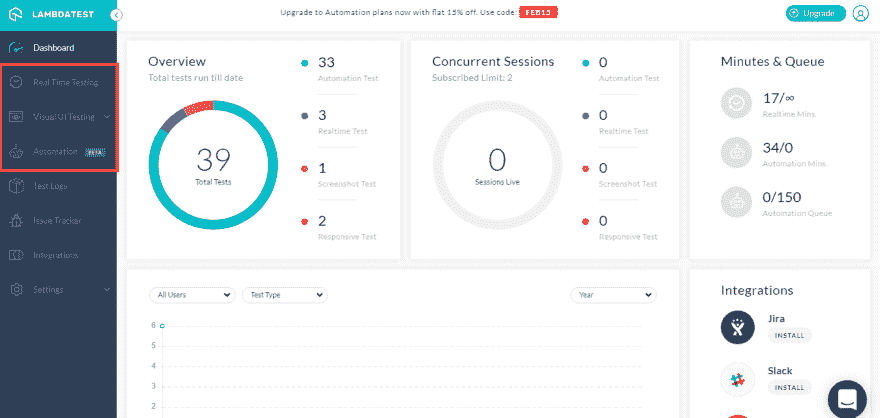 LAMBDATEST
Upgrade to Automation plans now with flat 15% off. Use code: FEB15
Upgrade
Dashboard
Real Time Testing
Visual UI Testing
Automation BETA
Test Logs
Issue Tracker
Integrations
Settings
Overview
Total tests run till date
39
Total Tests
33
Automation Test
3
Realtime Test
1
Screenshot Test
2
Responsive Test
Concurrent Sessions
Subscribed Limit: 2
0
Sessions Live
0
Automation Test
0
Realtime Test
0
Screenshot Test
0
Responsive Test
Minutes & Queue
17/∞
Realtime Mins.
34/0
Automation Mins.
0/150
Automation Queue
All Users
Test Type
Year
6
5
4
3
2
Integrations
Jira
INSTALL
Slack
INSTALL